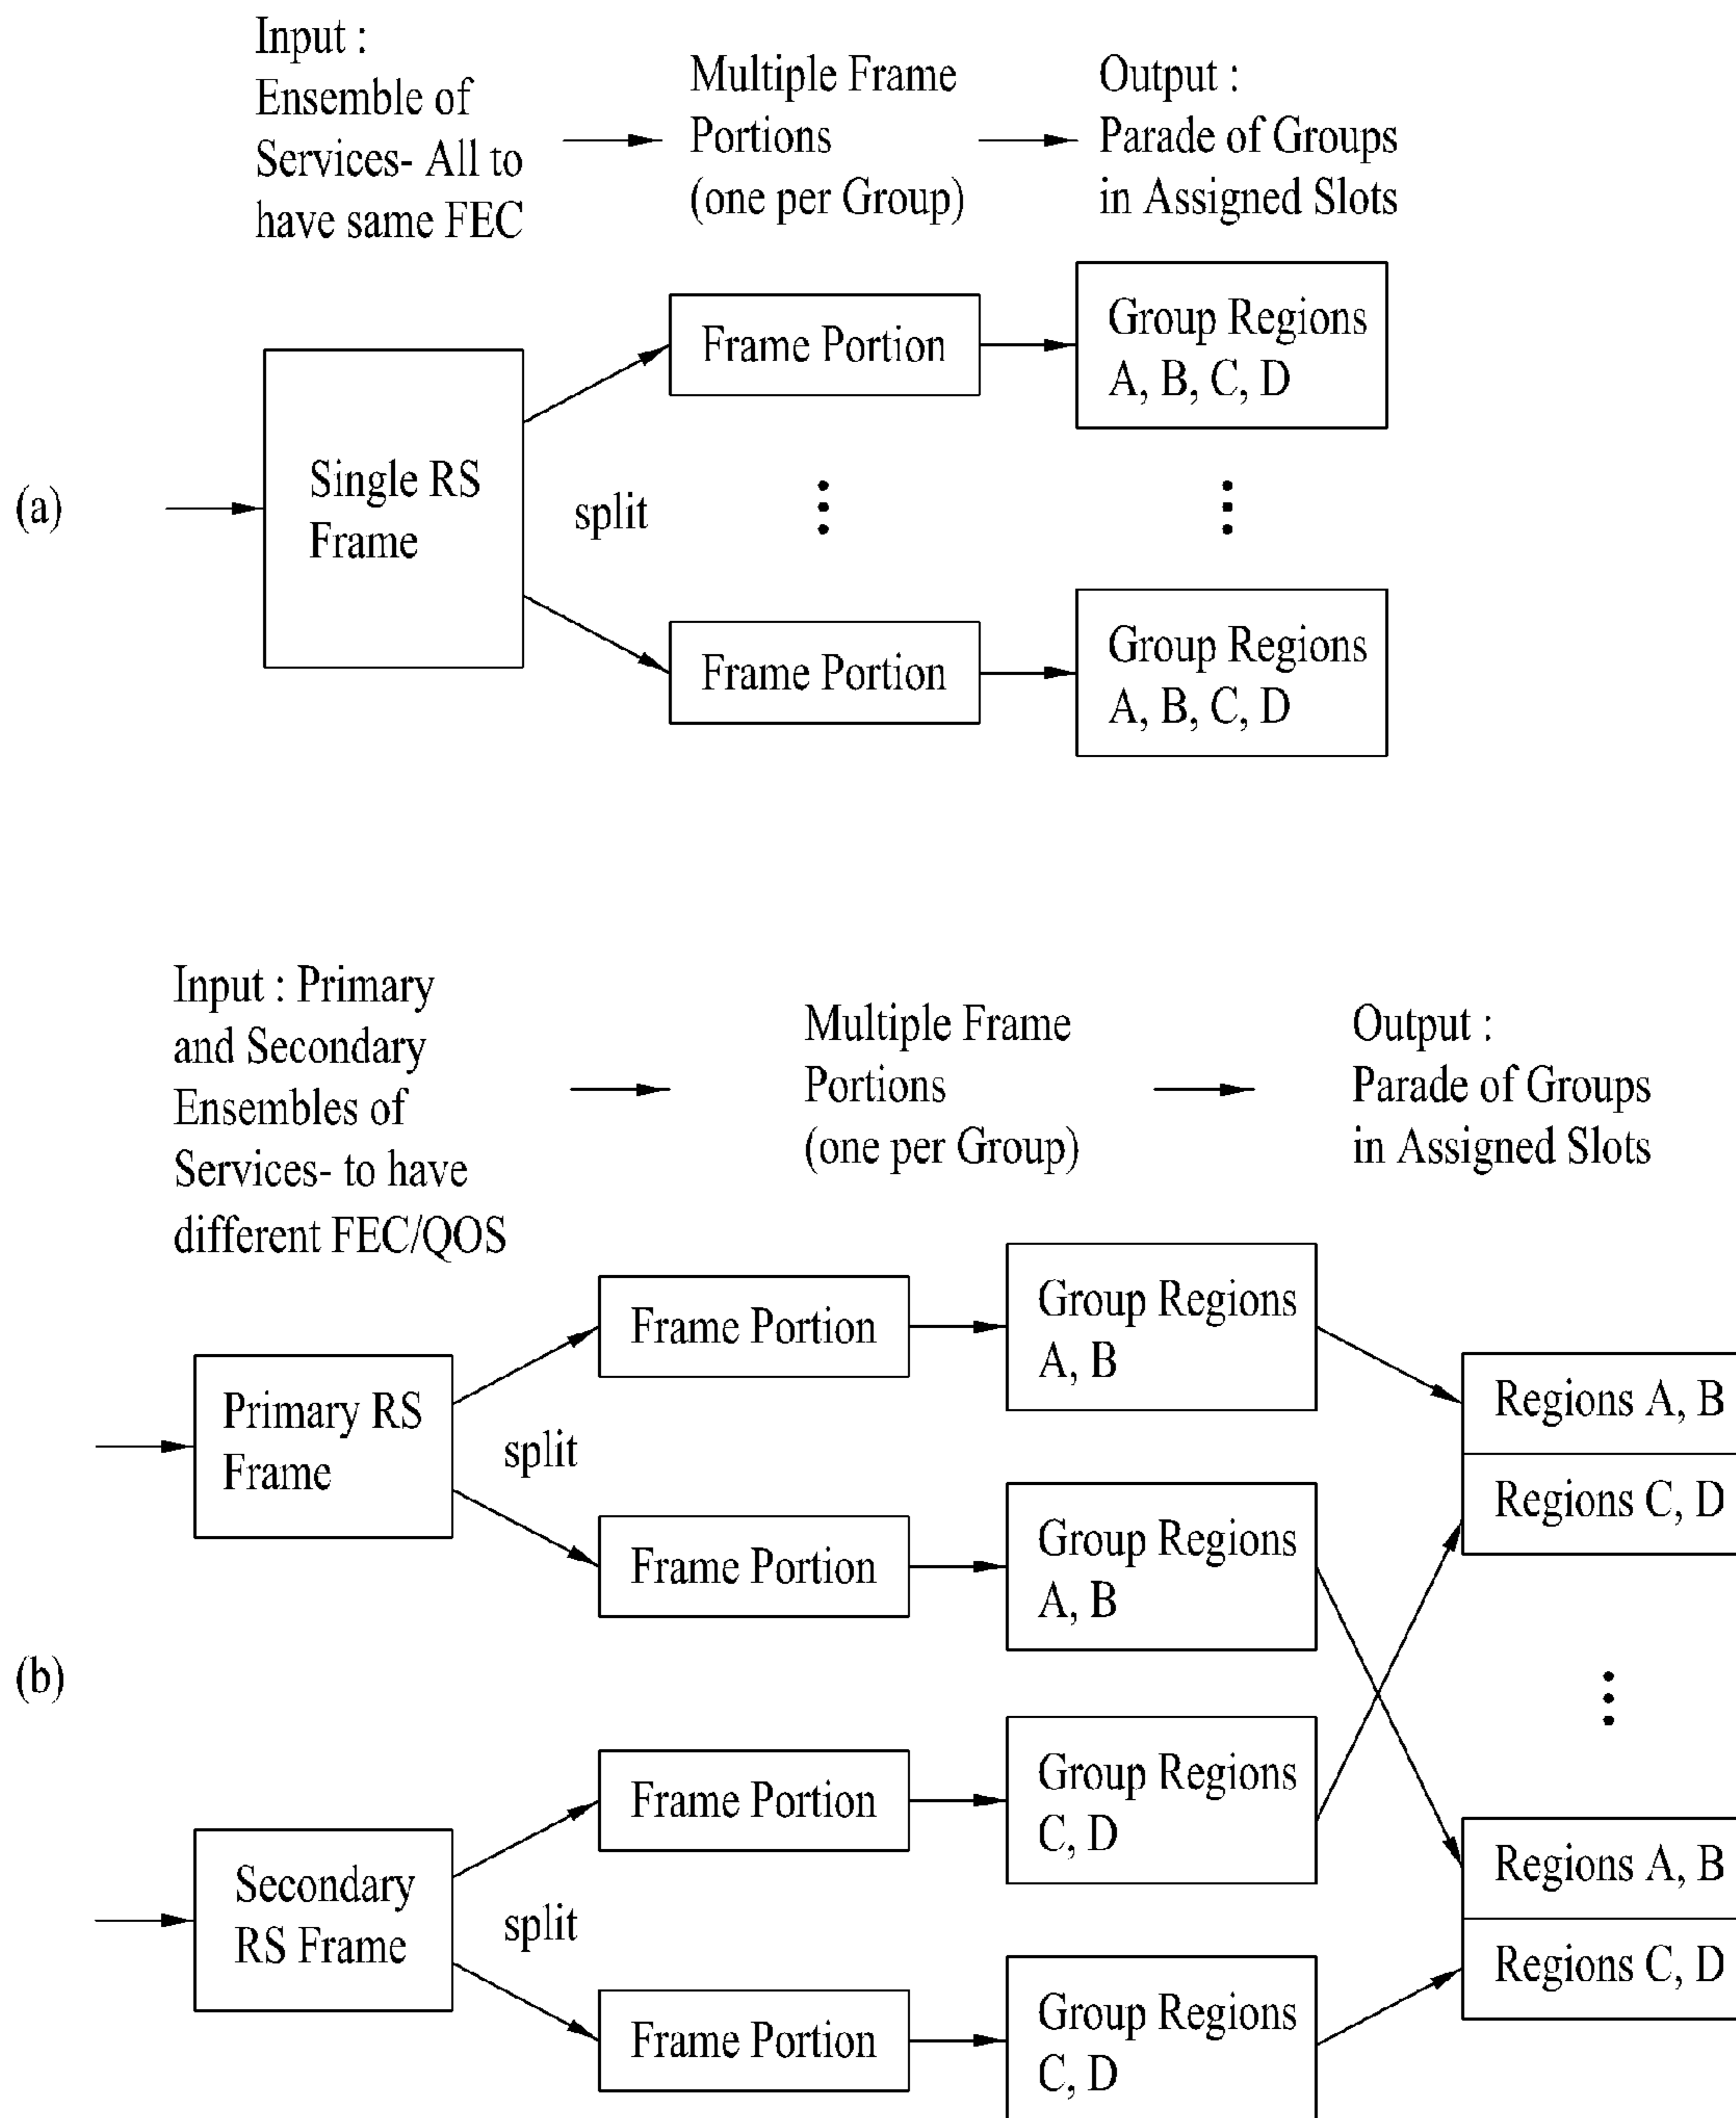 Input :
Ensemble of
Services- All to
have same FEC
Multiple Frame
Portions
(one per Group)
Output :
Parade of Groups
in Assigned Slots
(a)
Single RS
Frame
split
Frame Portion
Group Regions
A, B, C, D
Frame Portion
Group Regions
A, B, C, D
Input : Primary
and Secondary
Ensembles of
Services- to have
different FEC/QOS
Multiple Frame
Portions
(one per Group)
Output :
Parade of Groups
in Assigned Slots
(b)
Primary RS
Frame
split
Frame Portion
Group Regions
A, B
Frame Portion
Group Regions
A, B
Secondary
RS Frame
split
Frame Portion
Group Regions
C, D
Frame Portion
Group Regions
C, D
Regions A, B
Regions C, D
Regions A, B
Regions C, D